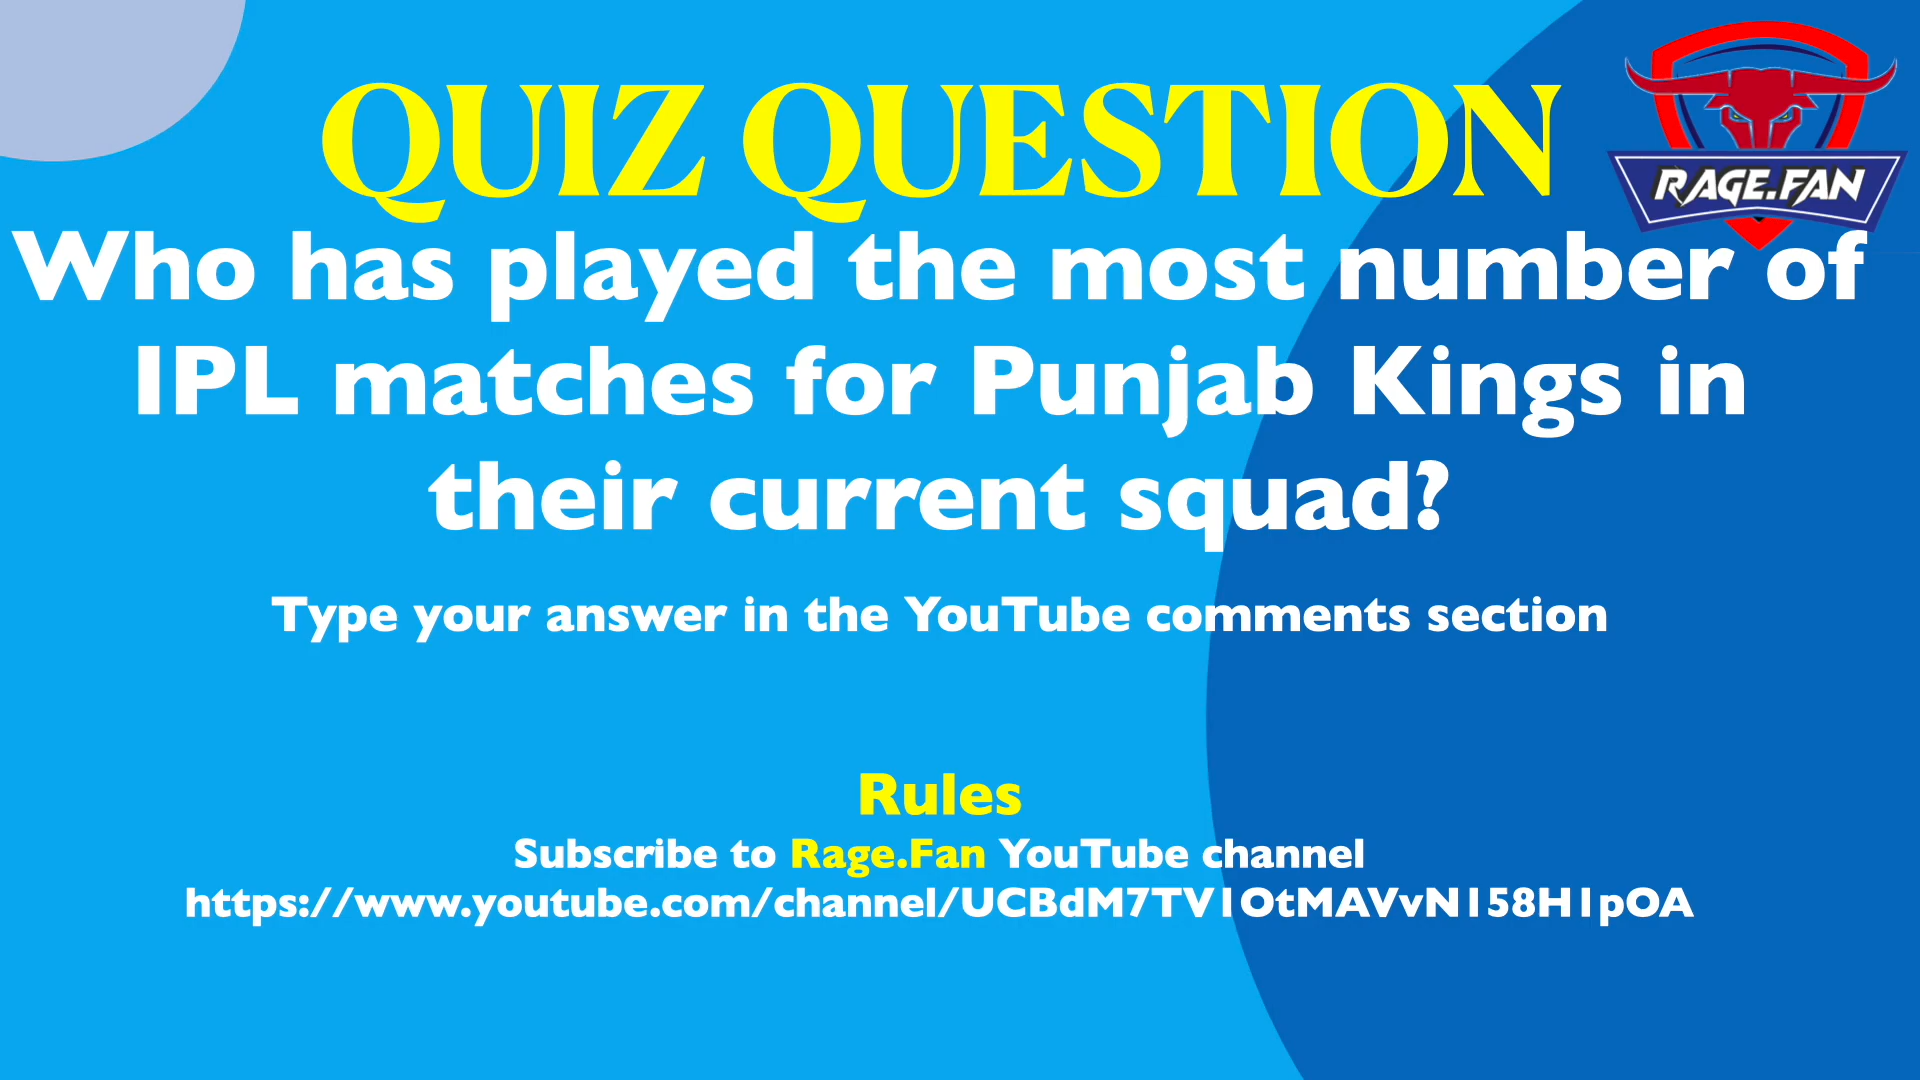 QUIZ QUESTION
RAGE.FAN
Who has played the most number of
IPL matches for Punjab Kings in
their current squad?
Type your answer in the YouTube comments section
Rules
Subscribe to Rage.Fan YouTube channel
https://www.youtube.com/channel/UCBdM7TV1OtMAVvN158H1pOA